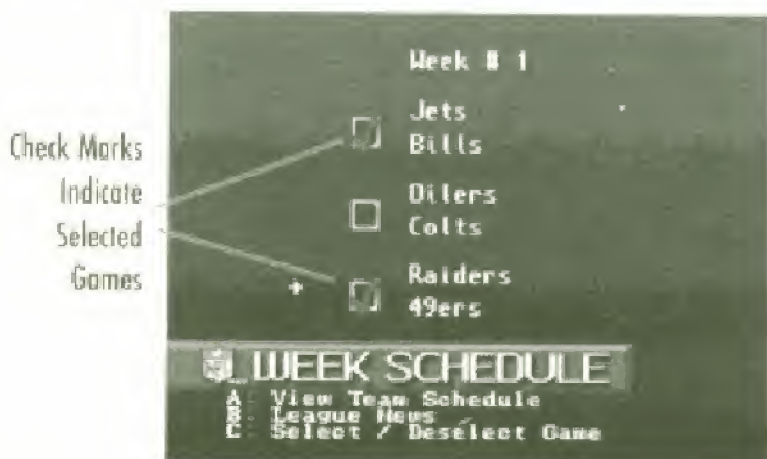 Check Marks
Indicate
Selected
Games
Week # 1
Jets
Bills
Oilers
Colts
Raiders
49ers
WEEK SCHEDULE
A: View Team Schedule
B: League News
C: Select / Deselect Game